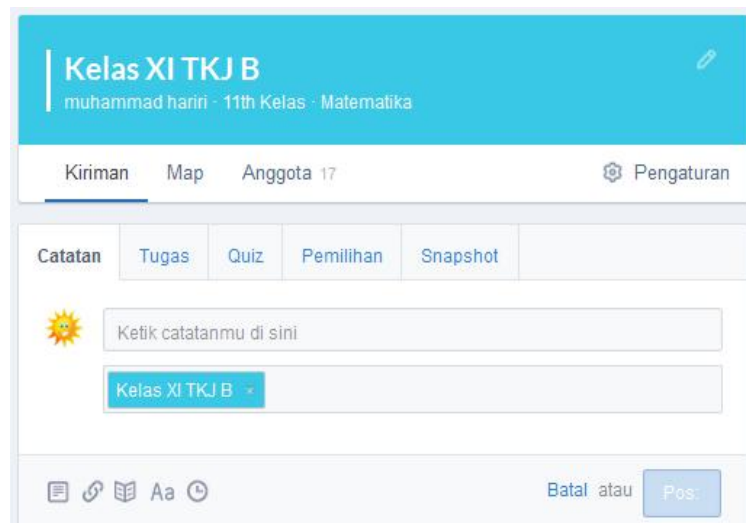 Kelas XI TKJ B
muhammad hariri · 11th Kelas · Matematika
Kiriman Map Anggota 17 Pengaturan
Catatan Tugas Quiz Pemilihan Snapshot
Ketik catatanmu di sini
Kelas XI TKJ B ×
Aa Batal atau Pos